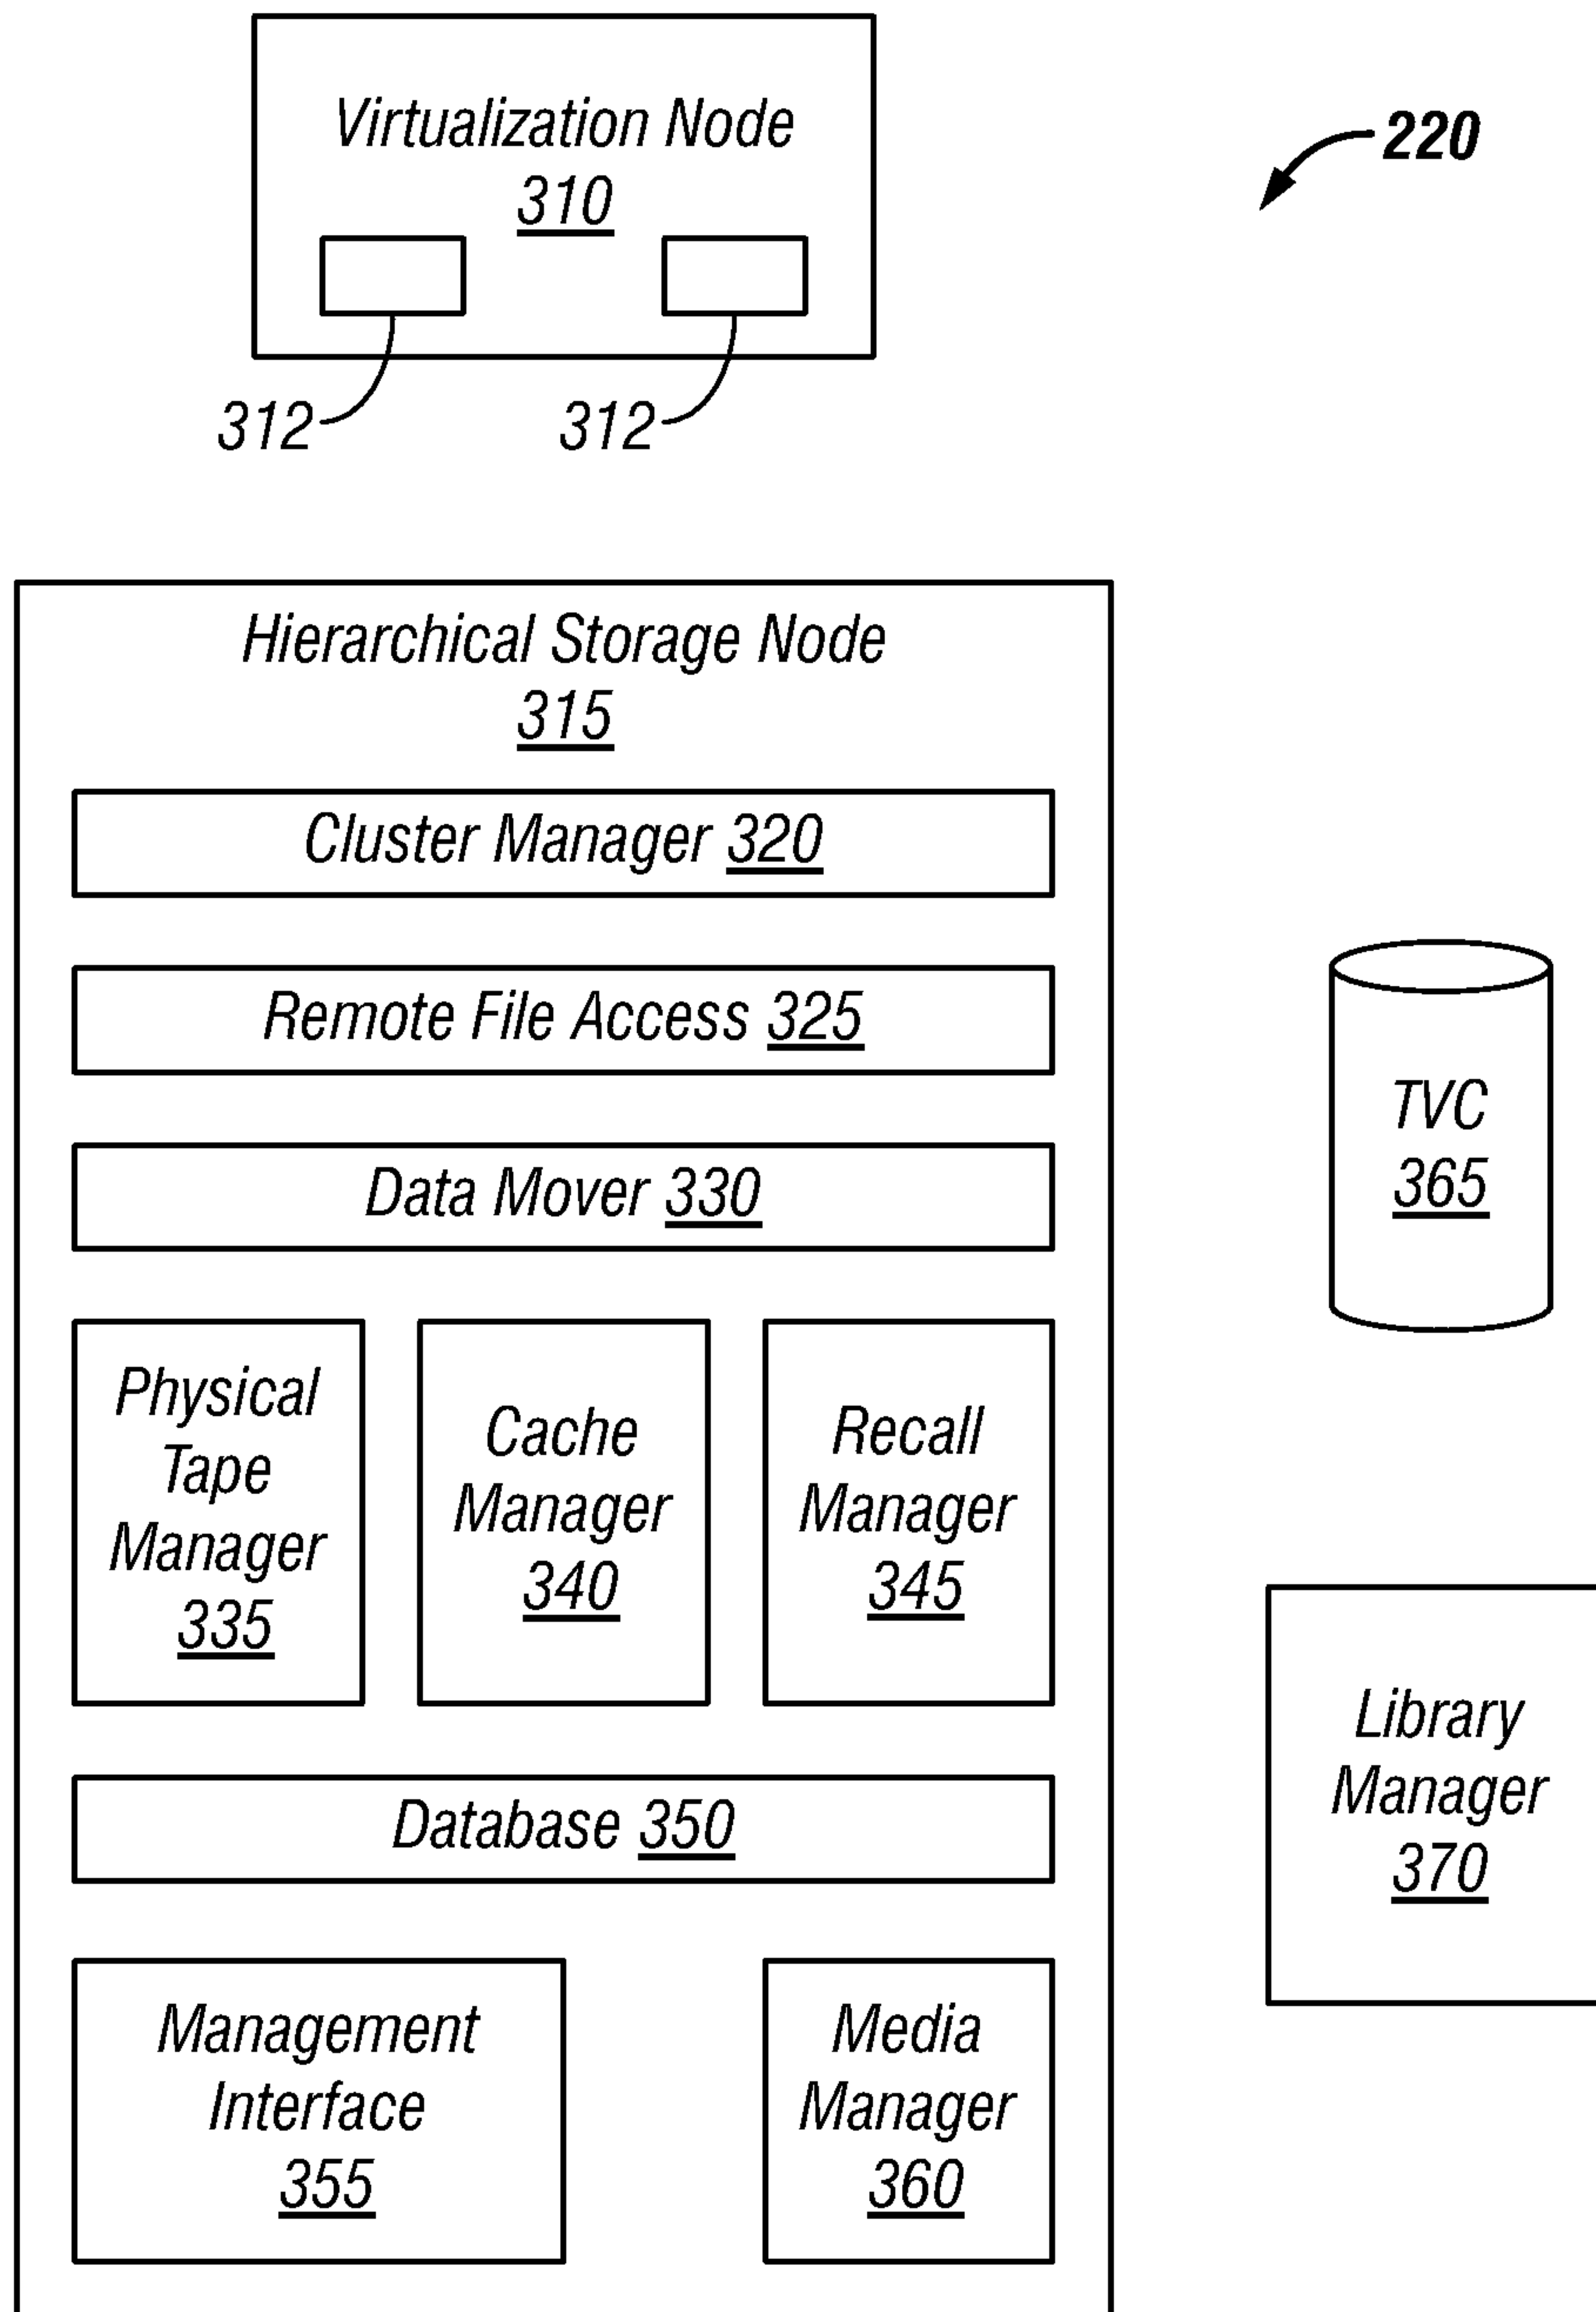 Virtualization Node
310
220
312
312
Hierarchical Storage Node
315
Cluster Manager 320
Remote File Access 325
Data Mover 330
TVC
365
Physical
Tape
Manager
335
Cache
Manager
340
Recall
Manager
345
Library
Manager
370
Database 350
Management
Interface
355
Media
Manager
360